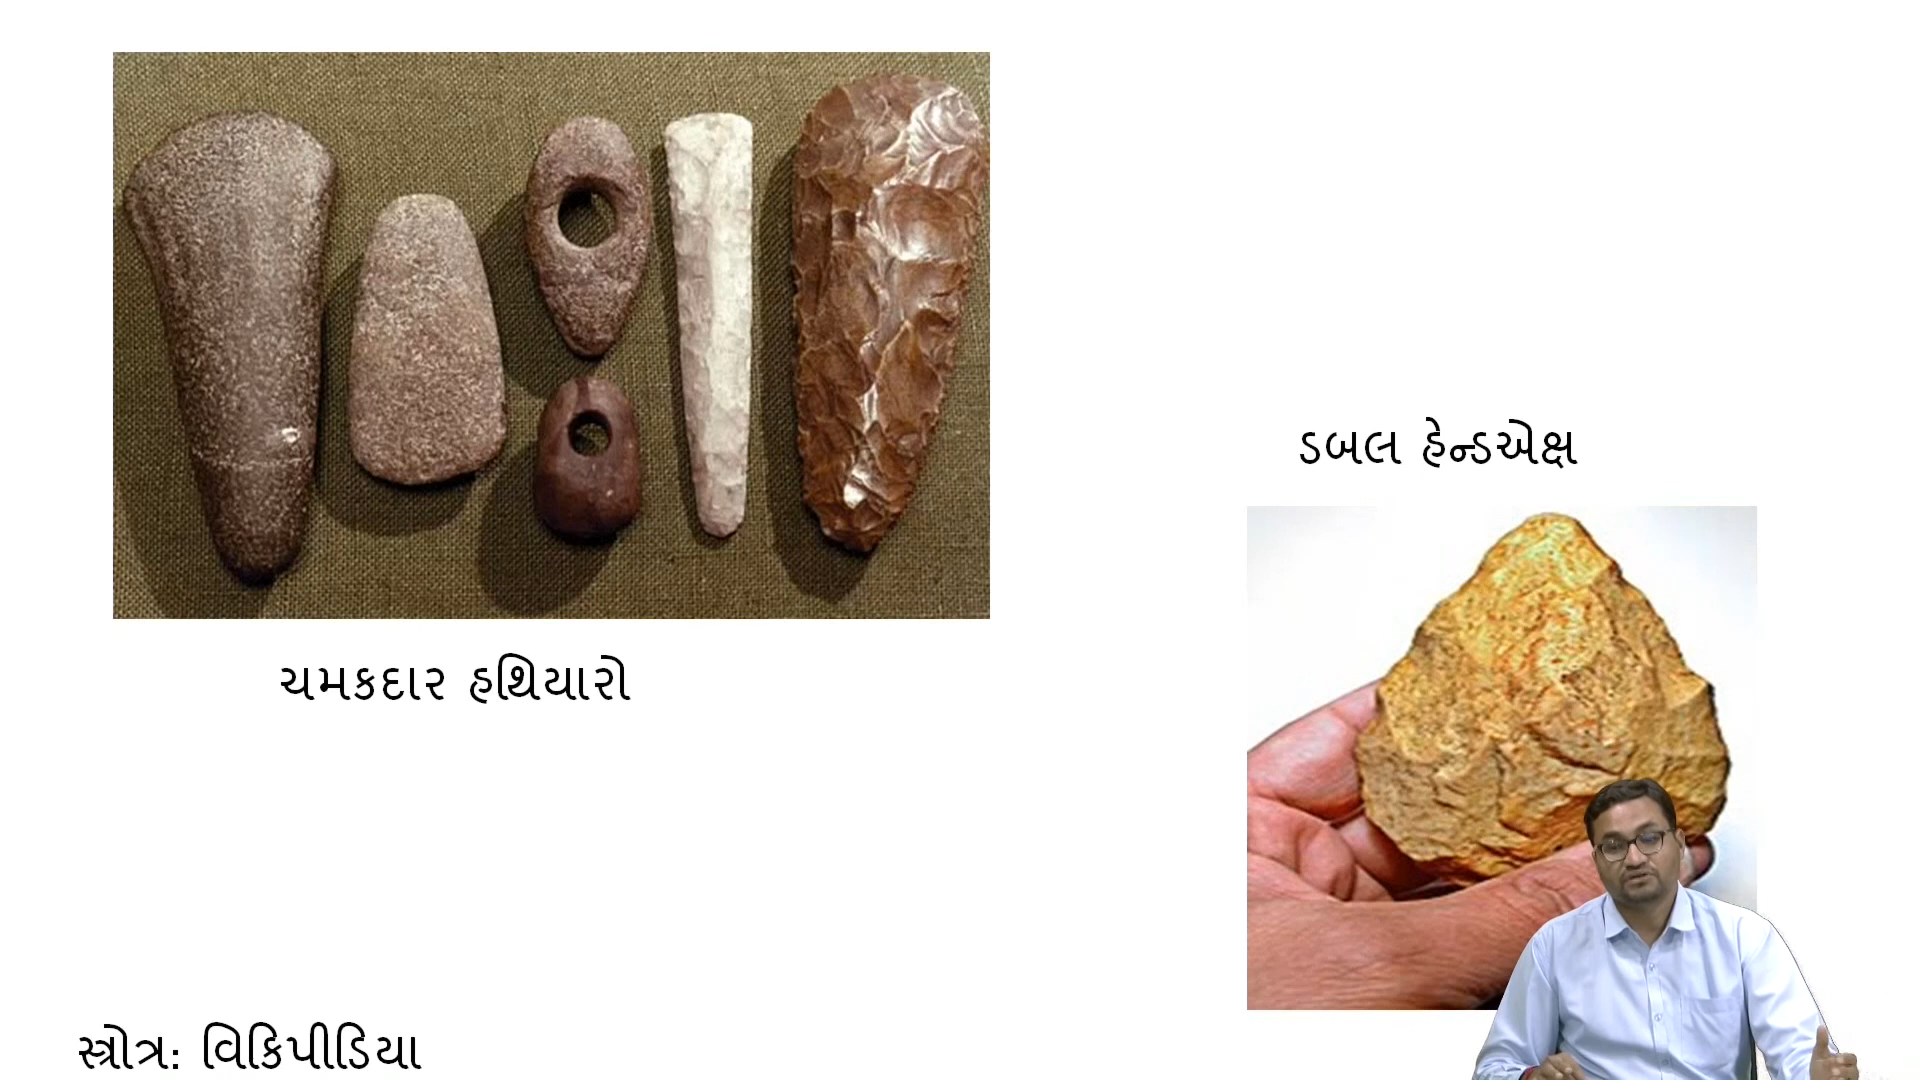 ડબલ હેન્ડએક્ષ
ચમકદાર હથિયારો
સ્ત્રોત્ર: વિકિપીડિયા